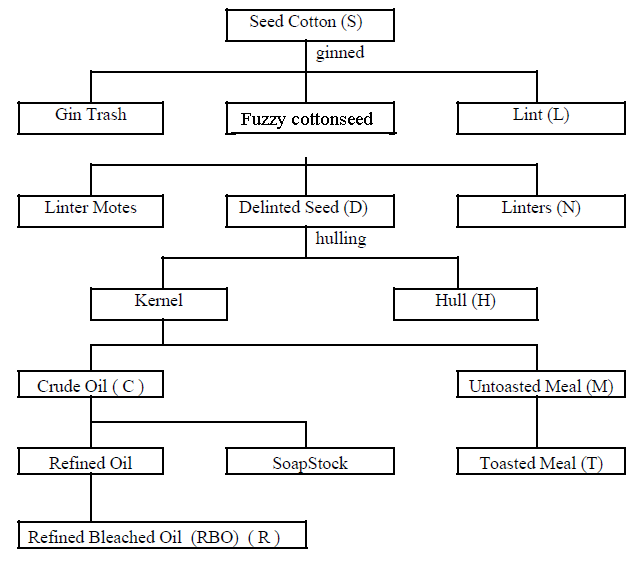 Seed Cotton (S)
ginned
Gin Trash
Fuzzy cottonseed
Lint (L)
Linter Motes
Delinted Seed (D)
Linters (N)
hulling
Kernel
Hull (H)
Crude Oil ( C )
Untoasted Meal (M)
Refined Oil
SoapStock
Toasted Meal (T)
Refined Bleached Oil (RBO) ( R )